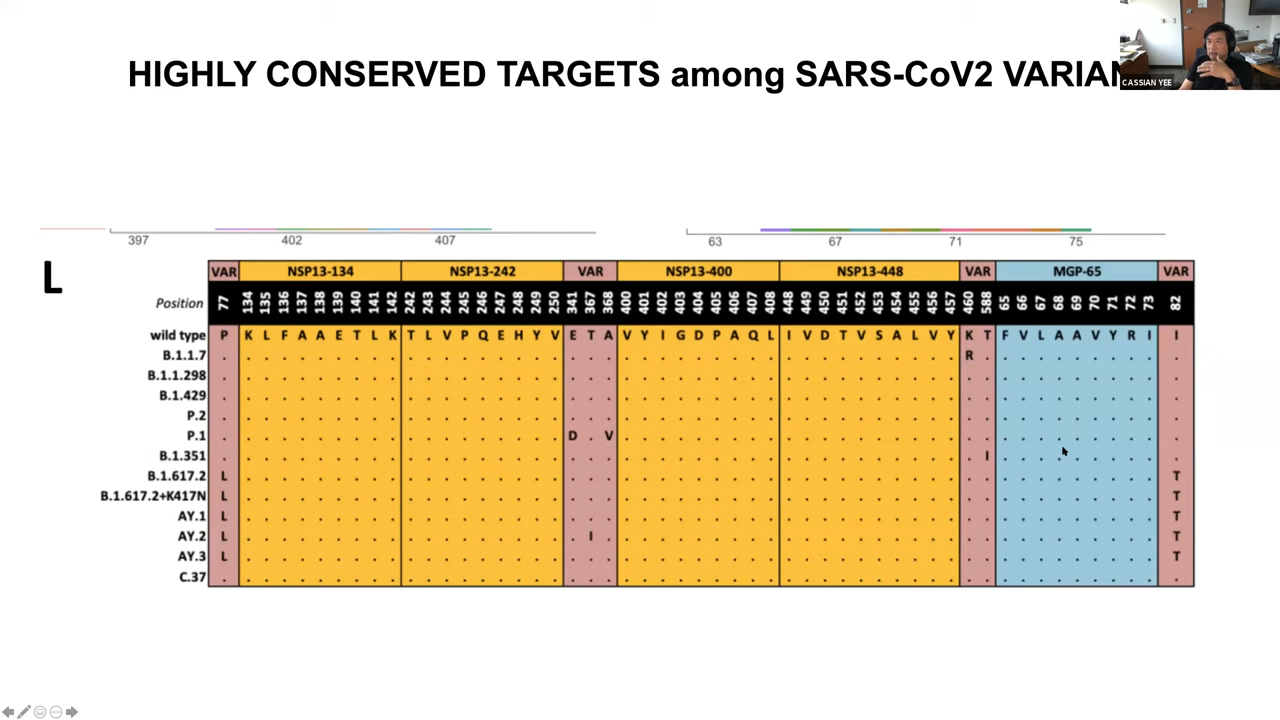 HIGHLY CONSERVED TARGETS among SARS-CoV2 VARIAN
CASSIAN YEE
397 402 407 63 67 71 75
L
VAR NSP13-134 NSP13-242 VAR NSP13-400 NSP13-448 VAR MGP-65 VAR
Position 77 134 135 136 137 138 139 140 141 142 242 243 244 245 246 247 248 249 250 341 367 368 400 401 402 403 404 405 406 407 408 448 449 450 451 452 453 454 455 456 457 460 588 65 66 67 68 69 70 71 72 73 82
wild type P K L F A A E T L K T L V P Q E H Y V E T A V Y I G D P A Q L I V D T V S A L V Y K T F V L A A V Y R I I
B.1.1.7 . . . . . . . . . . . . . . . . . . . . . . . . . . . . . . . . . . . . . . . . . R . . . . . . . . . . .
B.1.1.298 . . . . . . . . . . . . . . . . . . . . . . . . . . . . . . . . . . . . . . . . . . . . . . . . . . . . .
B.1.429 . . . . . . . . . . . . . . . . . . . . . . . . . . . . . . . . . . . . . . . . . . . . . . . . . . . . .
P.2 . . . . . . . . . . . . . . . . . . . . . . . . . . . . . . . . . . . . . . . . . . . . . . . . . . . . .
P.1 . . . . . . . . . . . . . . . . . . . D . V . . . . . . . . . . . . . . . . . . . . . . . . . . . . . . .
B.1.351 . . . . . . . . . . . . . . . . . . . . . . . . . . . . . . . . . . . . . . . . . . I . . . . . . . . . .
B.1.617.2 L . . . . . . . . . . . . . . . . . . . . . . . . . . . . . . . . . . . . . . . . . . . . . . . . . . . T
B.1.617.2+K417N L . . . . . . . . . . . . . . . . . . . . . . . . . . . . . . . . . . . . . . . . . . . . . . . . . . . T
AY.1 L . . . . . . . . . . . . . . . . . . . . . . . . . . . . . . . . . . . . . . . . . . . . . . . . . . . T
AY.2 L . . . . . . . . . . . . . . . . . . . I . . . . . . . . . . . . . . . . . . . . . . . . . . . . . . . T
AY.3 L . . . . . . . . . . . . . . . . . . . . . . . . . . . . . . . . . . . . . . . . . . . . . . . . . . . T
C.37 . . . . . . . . . . . . . . . . . . . . . . . . . . . . . . . . . . . . . . . . . . . . . . . . . . . . .